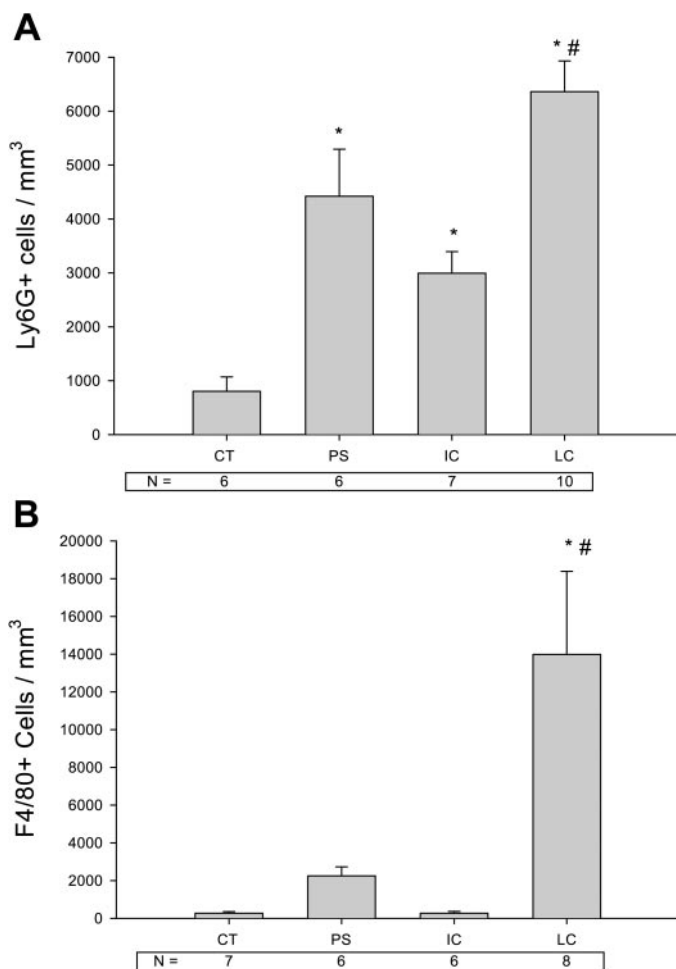 A
Ly6G+ cells / mm³
7000
6000
5000
4000
3000
2000
1000
0
* 
*
* #
CT PS IC LC
N = 6 6 7 10
B
F4/80+ Cells / mm³
20000
18000
16000
14000
12000
10000
8000
6000
4000
2000
0
* #
CT PS IC LC
N = 7 6 6 8